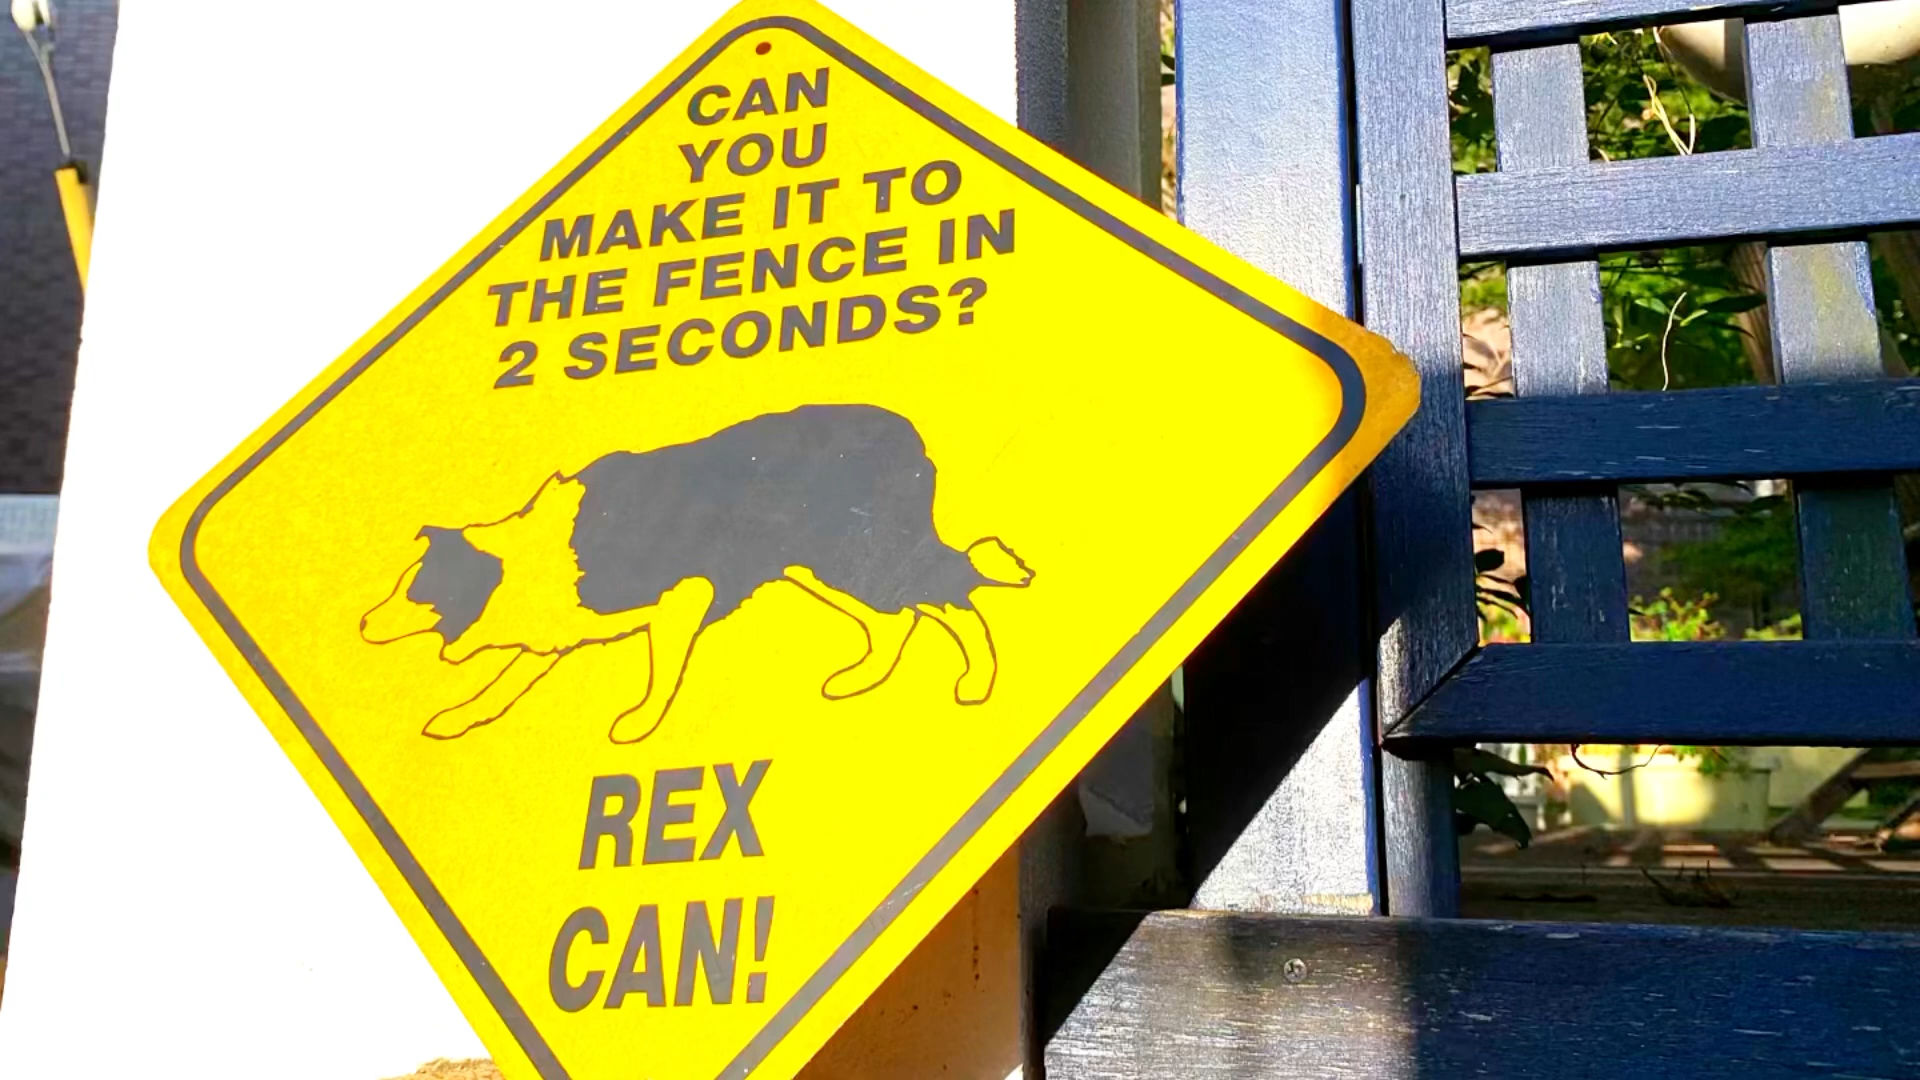 CAN
YOU
MAKE IT TO
THE FENCE IN
2 SECONDS?
REX
CAN!